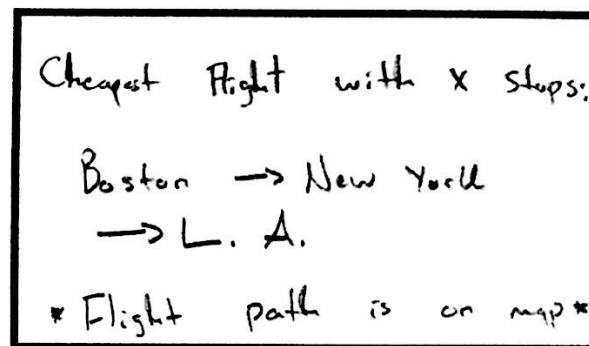 Cheapest Flight with x stops:
Boston → New York
→ L. A.
* Flight path is on map *